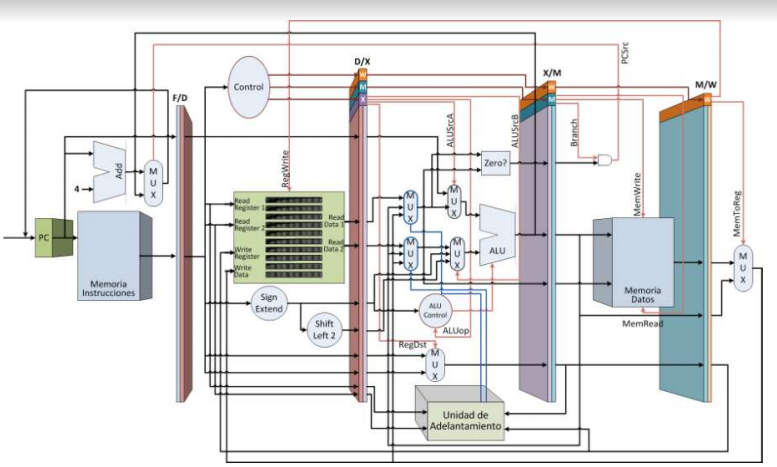 F/D
D/X
X/M
M/W
W
M
X
W
M
W
Control
PCSrc
RegWrite
ALUSrcA
ALUSrcB
Branch
Add
4
M
U
X
Zero?
MemWrite
MemToReg
PC
Memoria
Instrucciones
Read
Register 1
Read
Register 2
Write
Register
Write
Data
Read
Data 1
Read
Data 2
M
U
X
M
U
X
M
U
X
M
U
X
ALU
Memoria
Datos
M
U
X
Sign
Extend
Shift
Left 2
ALU
Control
ALUop
MemRead
RegDst
M
U
X
Unidad de
Adelantamiento